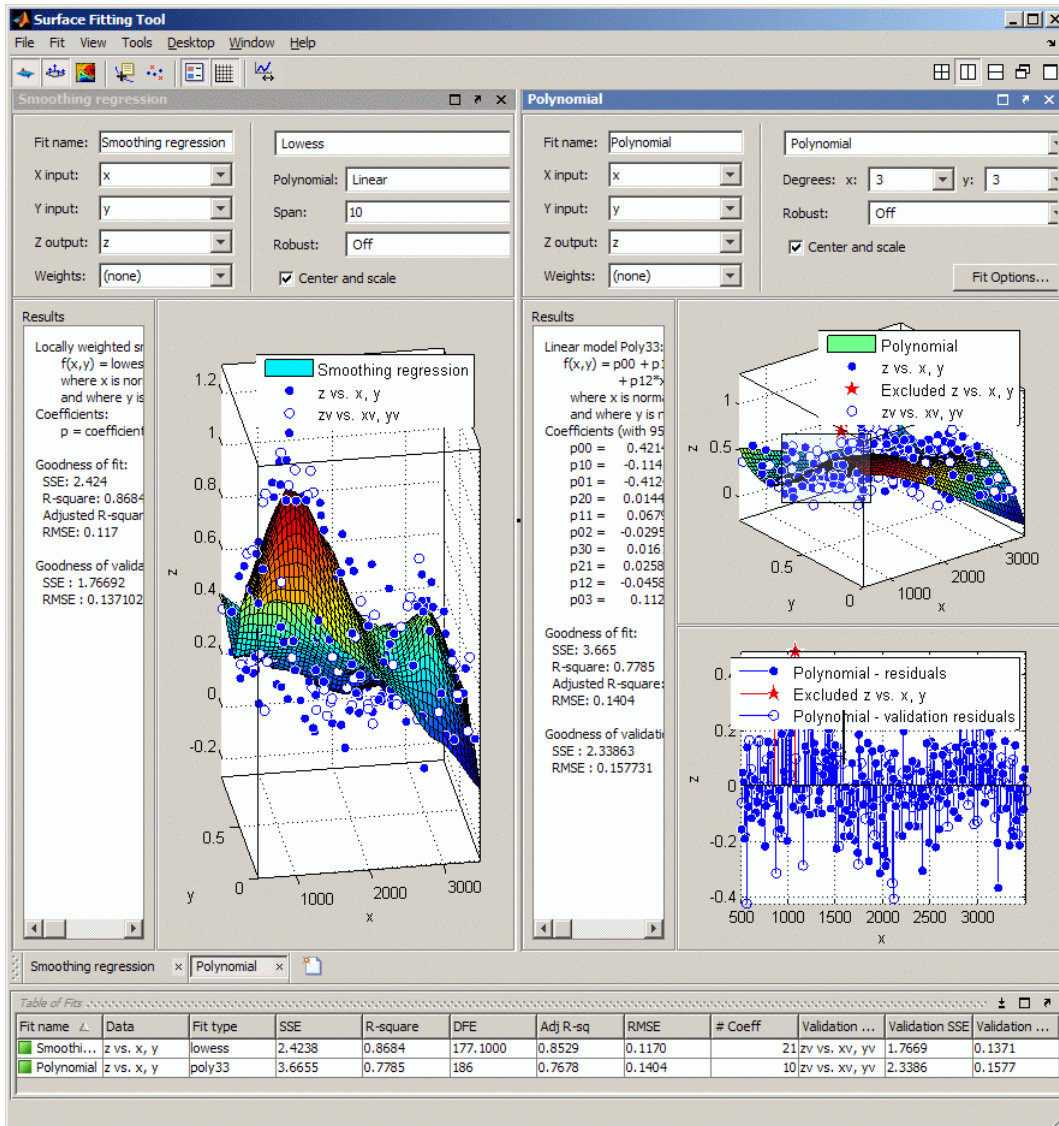 Surface Fitting Tool
File Fit View Tools Desktop Window Help
Smoothing regression
Fit name: Smoothing regression
X input: x
Y input: y
Z output: z
Weights: (none)
Lowess
Polynomial: Linear
Span: 10
Robust: Off
Center and scale
Results
Locally weighted sr
f(x,y) = lowes
where x is nor
and where y is
Coefficients:
p = coefficient
Goodness of fit:
SSE: 2.424
R-square: 0.8684
Adjusted R-squar
RMSE: 0.117
Goodness of valida
SSE : 1.76692
RMSE : 0.137102
Smoothing regression
z vs. x, y
zv vs. xv, yv
1.2
1
0.8
0.6
0.4
0.2
0
-0.2
z
0.5
0
y
1000
2000
3000
x
Polynomial
Fit name: Polynomial
X input: x
Y input: y
Z output: z
Weights: (none)
Polynomial
Degrees: x: 3 y: 3
Robust: Off
Center and scale
Fit Options...
Results
Linear model Poly33:
f(x,y) = p00 + p1
+ p12*x
where x is norma
and where y is n
Coefficients (with 95
p00 = 0.4214
p10 = -0.114
p01 = -0.412
p20 = 0.0144
p11 = 0.0679
p02 = -0.0295
p30 = 0.016
p21 = 0.0258
p12 = -0.0458
p03 = 0.112
Goodness of fit:
SSE: 3.665
R-square: 0.7785
Adjusted R-square:
RMSE: 0.1404
Goodness of validati
SSE : 2.33863
RMSE : 0.157731
Polynomial
z vs. x, y
Excluded z vs. x, y
zv vs. xv, yv
1
0.5
0
z
0.5
0
y
1000
2000
3000
x
Polynomial - residuals
Excluded z vs. x, y
Polynomial - validation residuals
0.2
0
-0.2
-0.4
z
500 1000 1500 2000 2500 3000
x
Smoothing regression Polynomial
Table of Fits
Fit name Data Fit type SSE R-square DFE Adj R-sq RMSE # Coeff Validation ... Validation SSE Validation ...
Smoothi... z vs. x, y lowess 2.4238 0.8684 177.1000 0.8529 0.1170 21 zv vs. xv, yv 1.7669 0.1371
Polynomial z vs. x, y poly33 3.6655 0.7785 186 0.7678 0.1404 10 zv vs. xv, yv 2.3386 0.1577